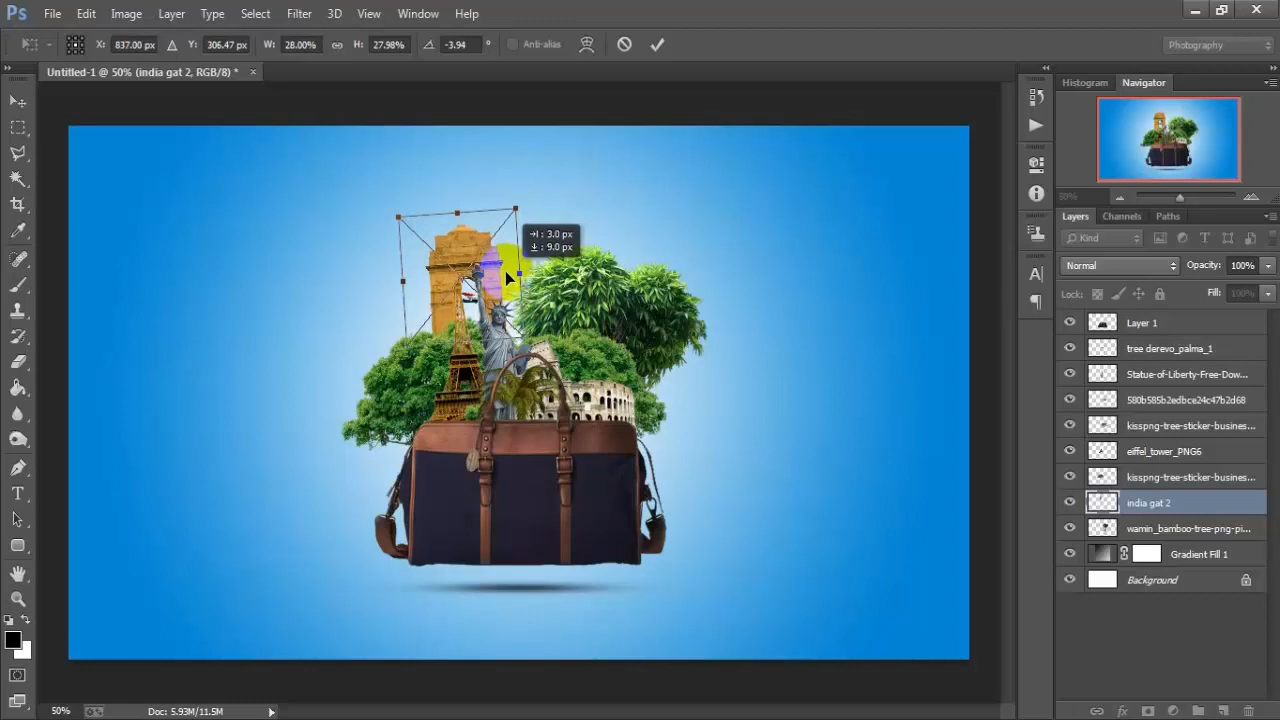 Ps File Edit Image Layer Type Select Filter 3D View Window Help
X: 837.00 px Y: 306.47 px W: 28.00% H: 27.98% -3.94 ° Anti-alias Photography
Untitled-1 @ 50% (india gat 2, RGB/8) * ×
Histogram Navigator
50%
Layers Channels Paths
Kind
Normal Opacity: 100%
Lock: Fill: 100%
Layer 1
tree derevo_palma_1
Statue-of-Liberty-Free-Dow...
580b585b2edbce24c47b2d68
kisspng-tree-sticker-busines...
eiffel_tower_PNG6
kisspng-tree-sticker-busines...
india gat 2
wamin_bamboo-tree-png-pi...
Gradient Fill 1
Background
: 3.0 px
: 9.0 px
50% Doc: 5.93M/11.5M